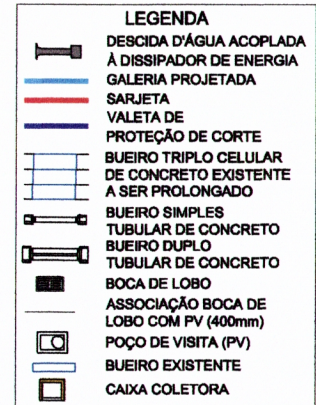 LEGENDA
DESCIDA D'ÁGUA ACOPLADA
À DISSIPADOR DE ENERGIA
GALERIA PROJETADA
SARJETA
VALETA DE
PROTEÇÃO DE CORTE
BUEIRO TRIPLO CELULAR
DE CONCRETO EXISTENTE
A SER PROLONGADO
BUEIRO SIMPLES
TUBULAR DE CONCRETO
BUEIRO DUPLO
TUBULAR DE CONCRETO
BOCA DE LOBO
ASSOCIAÇÃO BOCA DE
LOBO COM PV (400mm)
POÇO DE VISITA (PV)
BUEIRO EXISTENTE
CAIXA COLETORA